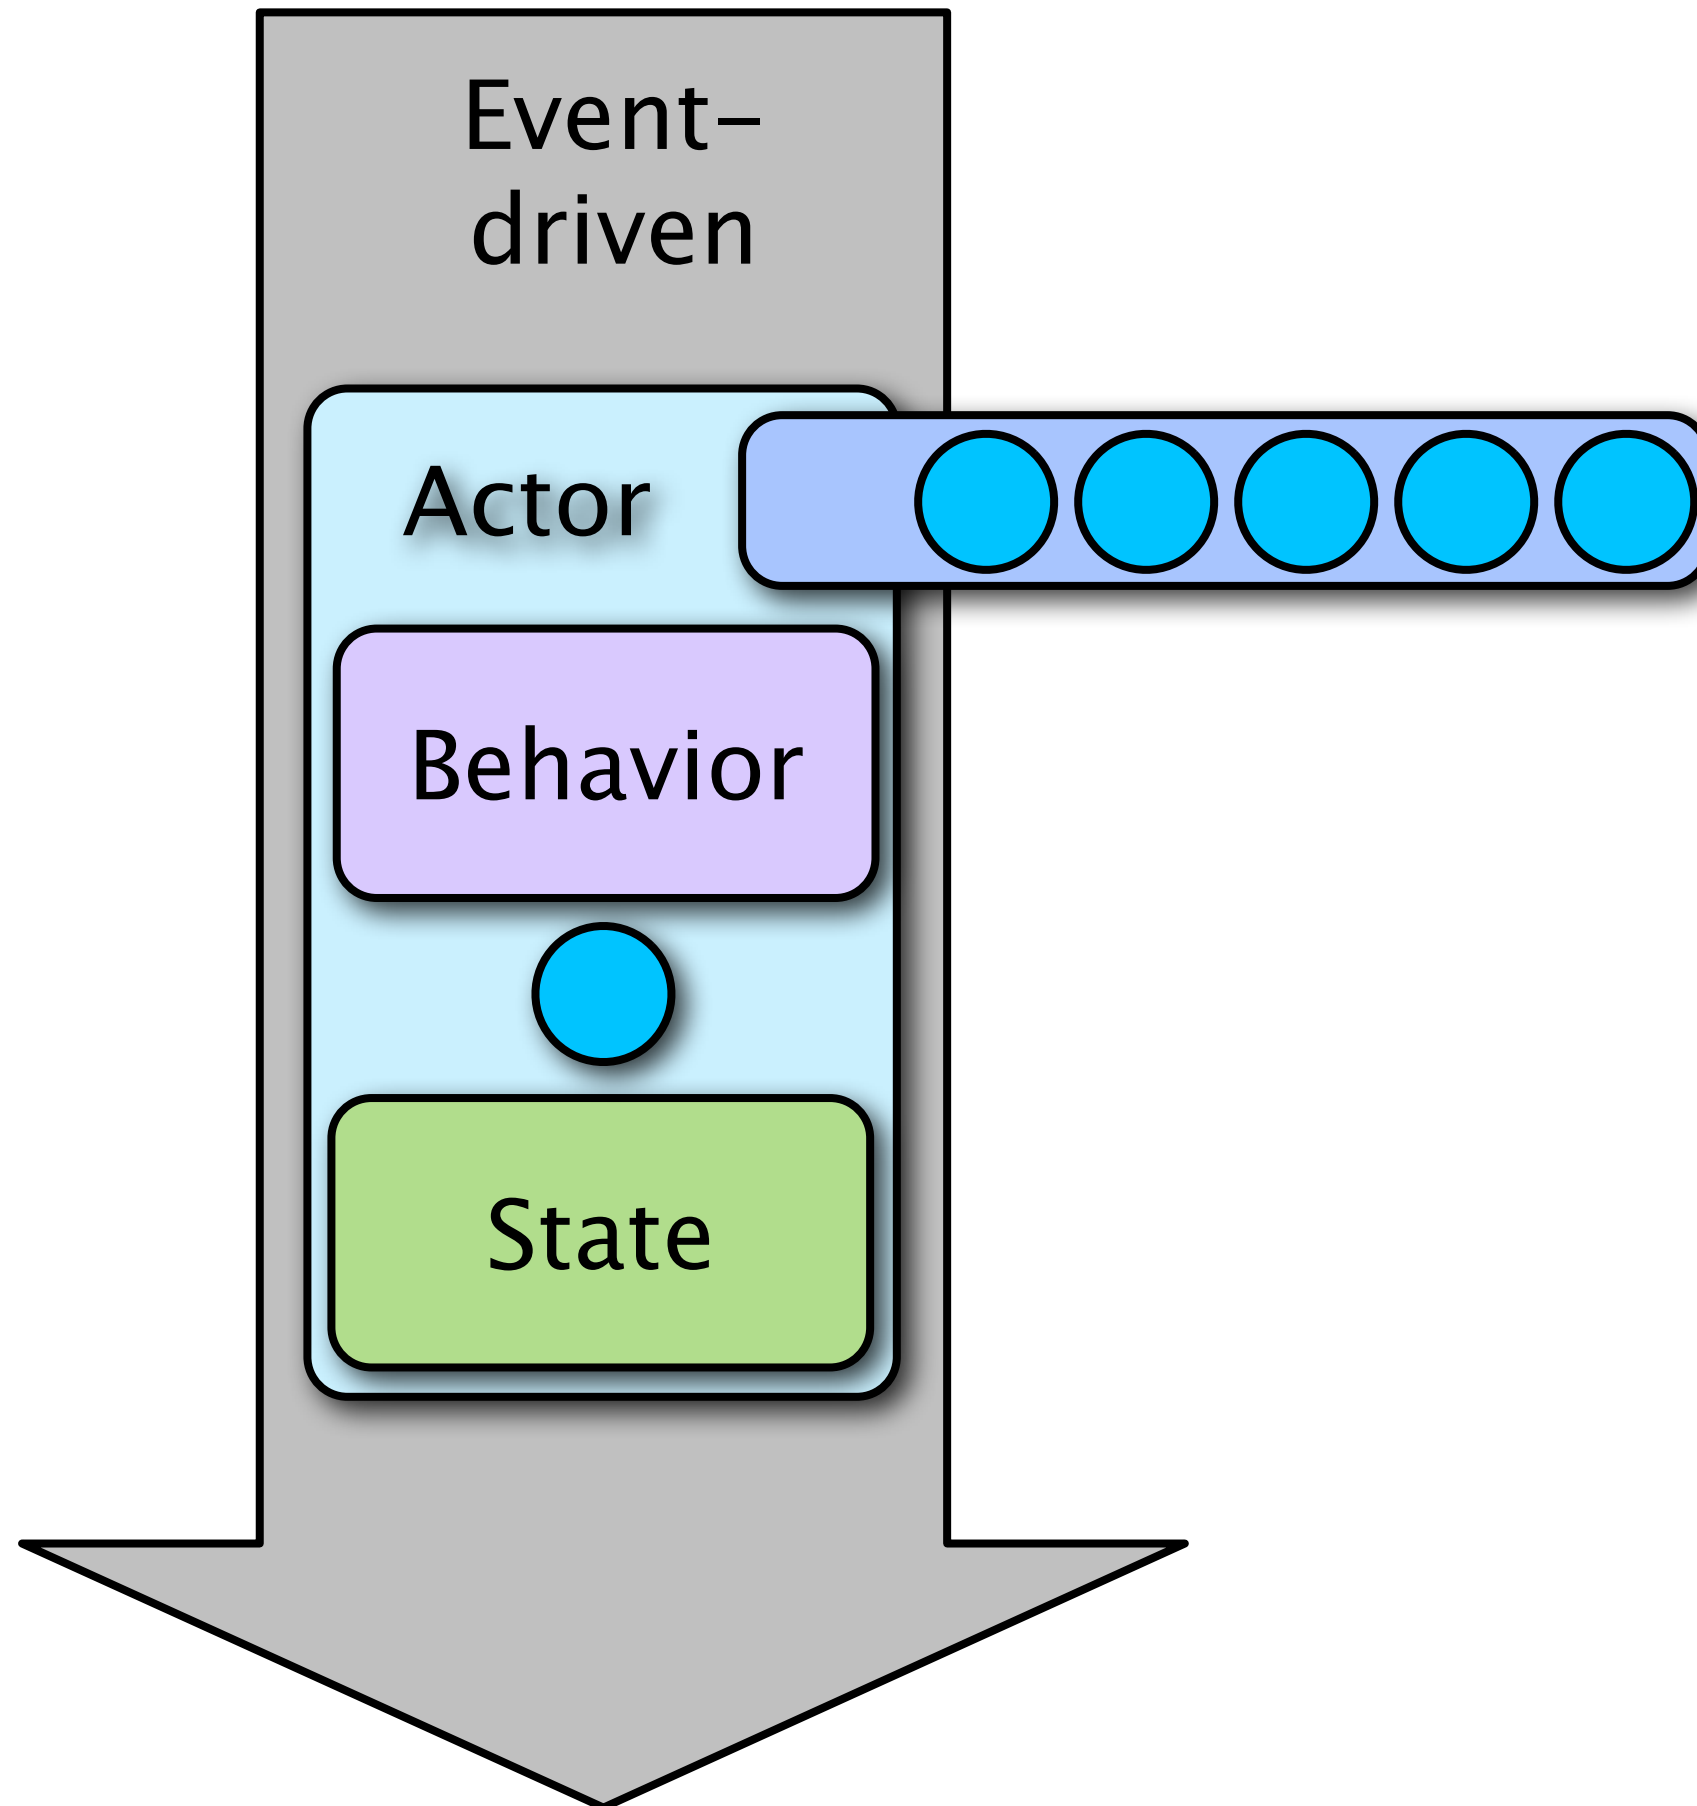 Event-
driven
Actor
Behavior
State